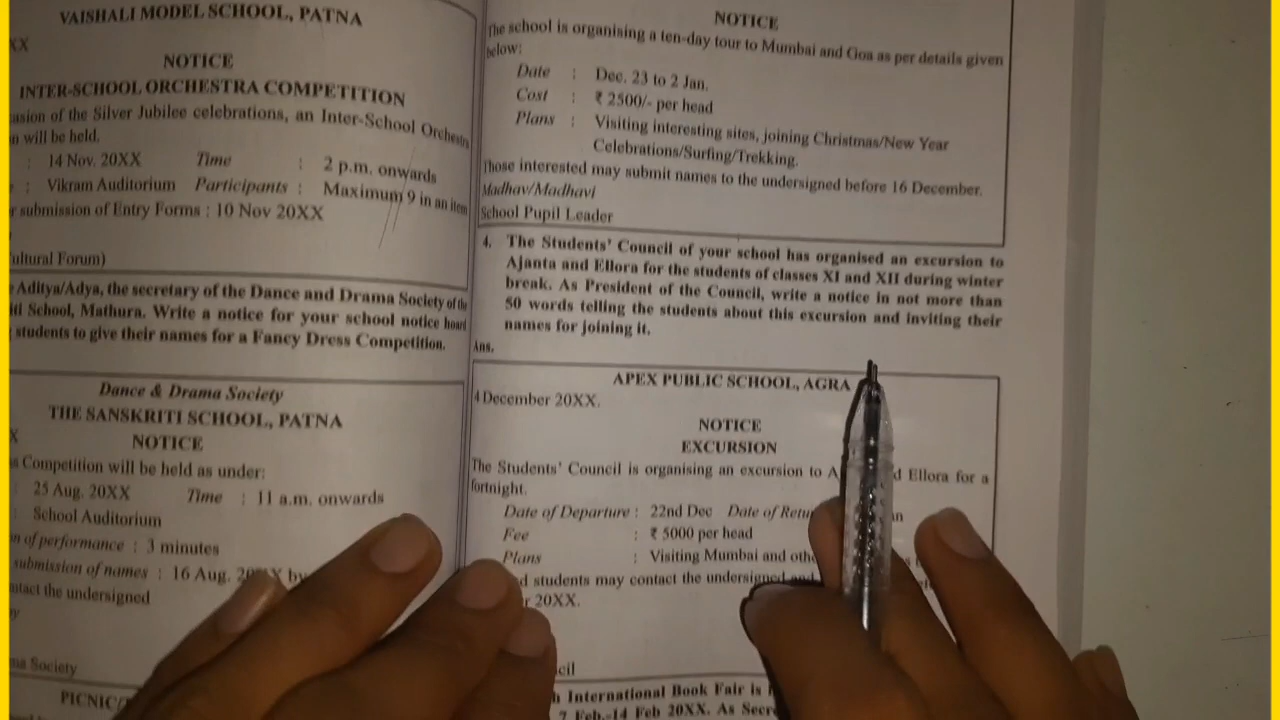 VAISHALI MODEL SCHOOL, PATNA
XX
NOTICE
INTER-SCHOOL ORCHESTRA COMPETITION
of the Silver Jubilee celebrations, an Inter-School Orchestra
will be held.
: 14 Nov. 20XX Time : 2 p.m. onwards
: Vikram Auditorium Participants : Maximum 9 in an item
submission of Entry Forms : 10 Nov 20XX
Forum)
Aditya/Adya, the secretary of the Dance and Drama Society of the
School, Mathura. Write a notice for your school notice board
students to give their names for a Fancy Dress Competition.
Dance & Drama Society
THE SANSKRITI SCHOOL, PATNA
X
NOTICE
Competition will be held as under:
: 25 Aug. 20XX Time : 11 a.m. onwards
: School Auditorium
of performance : 3 minutes
submission of names : 16 Aug. by
the undersigned
Society
NOTICE
The school is organising a ten-day tour to Mumbai and Goa as per details given
below:
Date : Dec. 23 to 2 Jan.
Cost : ₹ 2500/- per head
Plans : Visiting interesting sites, joining Christmas/New Year
Celebrations/Surfing/Trekking.
Those interested may submit names to the undersigned before 16 December.
Madhav/Madhavi
School Pupil Leader
4. The Students' Council of your school has organised an excursion to
Ajanta and Ellora for the students of classes XI and XII during winter
break. As President of the Council, write a notice in not more than
50 words telling the students about this excursion and inviting their
names for joining it.
Ans.
APEX PUBLIC SCHOOL, AGRA
4 December 20XX.
NOTICE
EXCURSION
The Students' Council is organising an excursion to Ellora for a
fortnight.
Date of Departure : 22nd Dec Date of
Fee : ₹ 5000 per head
Plans : Visiting Mumbai and
students may contact the undersigned
20XX.
International Book Fair is
7 Feb.-14 Feb 20XX. As